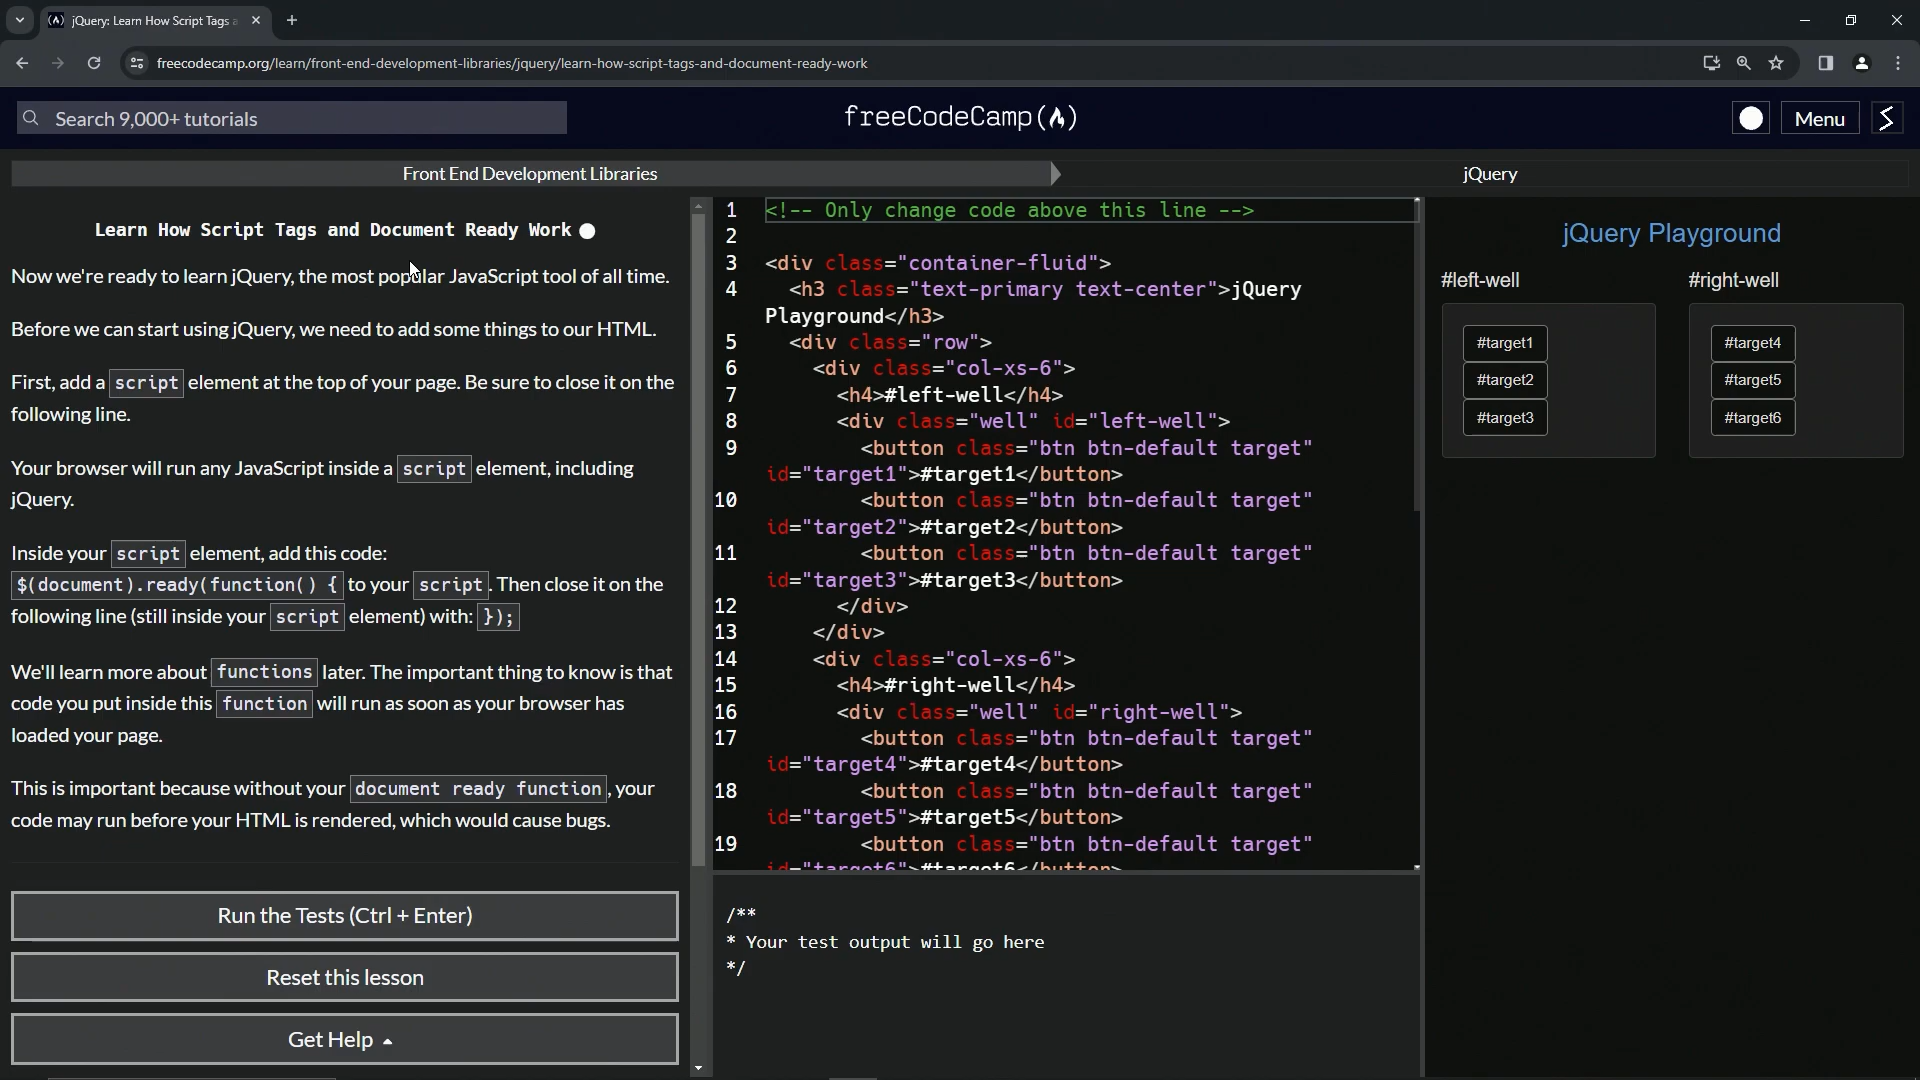 jQuery: Learn How Script Tags a
freecodecamp.org/learn/front-end-development-libraries/jquery/learn-how-script-tags-and-document-ready-work
Search 9,000+ tutorials
freeCodeCamp
Menu
Front End Development Libraries
jQuery
Learn How Script Tags and Document Ready Work
Now we're ready to learn jQuery, the most popular JavaScript tool of all time.
Before we can start using jQuery, we need to add some things to our HTML.
First, add a script element at the top of your page. Be sure to close it on the
following line.
Your browser will run any JavaScript inside a script element, including
jQuery.
Inside your script element, add this code:
$(document).ready(function() { to your script. Then close it on the
following line (still inside your script element) with: });
We'll learn more about functions later. The important thing to know is that
code you put inside this function will run as soon as your browser has
loaded your page.
This is important because without your document ready function, your
code may run before your HTML is rendered, which would cause bugs.
Run the Tests (Ctrl + Enter)
Reset this lesson
Get Help
1 <!-- Only change code above this line -->
2
3 <div class="container-fluid">
4 <h3 class="text-primary text-center">jQuery
Playground</h3>
5 <div class="row">
6 <div class="col-xs-6">
7 <h4>#left-well</h4>
8 <div class="well" id="left-well">
9 <button class="btn btn-default target"
id="target1">#target1</button>
10 <button class="btn btn-default target"
id="target2">#target2</button>
11 <button class="btn btn-default target"
id="target3">#target3</button>
12 </div>
13 </div>
14 <div class="col-xs-6">
15 <h4>#right-well</h4>
16 <div class="well" id="right-well">
17 <button class="btn btn-default target"
id="target4">#target4</button>
18 <button class="btn btn-default target"
id="target5">#target5</button>
19 <button class="btn btn-default target"
id="target6">#target6</button>
/**
* Your test output will go here
*/
jQuery Playground
#left-well
#right-well
#target1
#target4
#target2
#target5
#target3
#target6